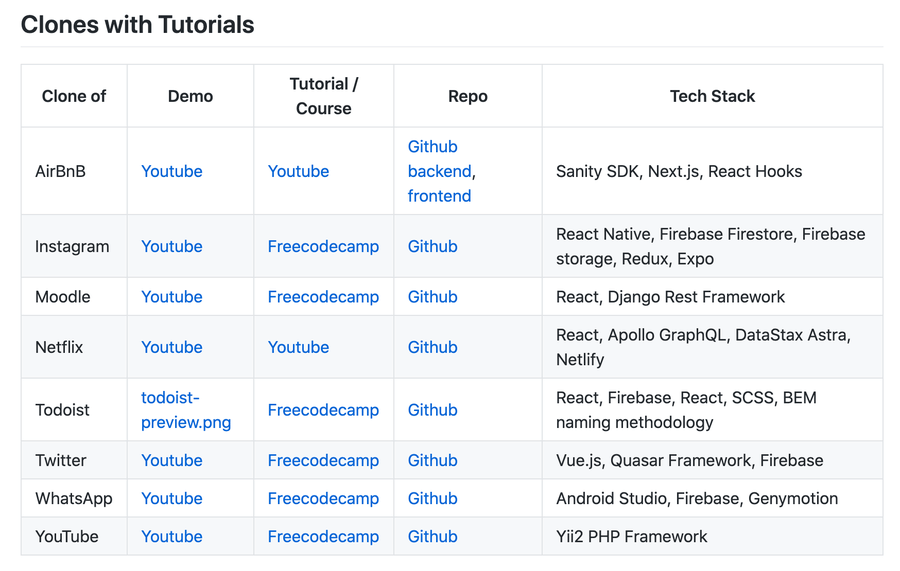 Clones with Tutorials
Clone of
Demo
Tutorial /
Course
Repo
Tech Stack
AirBnB
Youtube
Youtube
Github
backend,
frontend
Sanity SDK, Next.js, React Hooks
Instagram
Youtube
Freecodecamp
Github
React Native, Firebase Firestore, Firebase
storage, Redux, Expo
Moodle
Youtube
Freecodecamp
Github
React, Django Rest Framework
Netflix
Youtube
Youtube
Github
React, Apollo GraphQL, DataStax Astra,
Netlify
Todoist
todoist-
preview.png
Freecodecamp
Github
React, Firebase, React, SCSS, BEM
naming methodology
Twitter
Youtube
Freecodecamp
Github
Vue.js, Quasar Framework, Firebase
WhatsApp
Youtube
Freecodecamp
Github
Android Studio, Firebase, Genymotion
YouTube
Youtube
Freecodecamp
Github
Yii2 PHP Framework